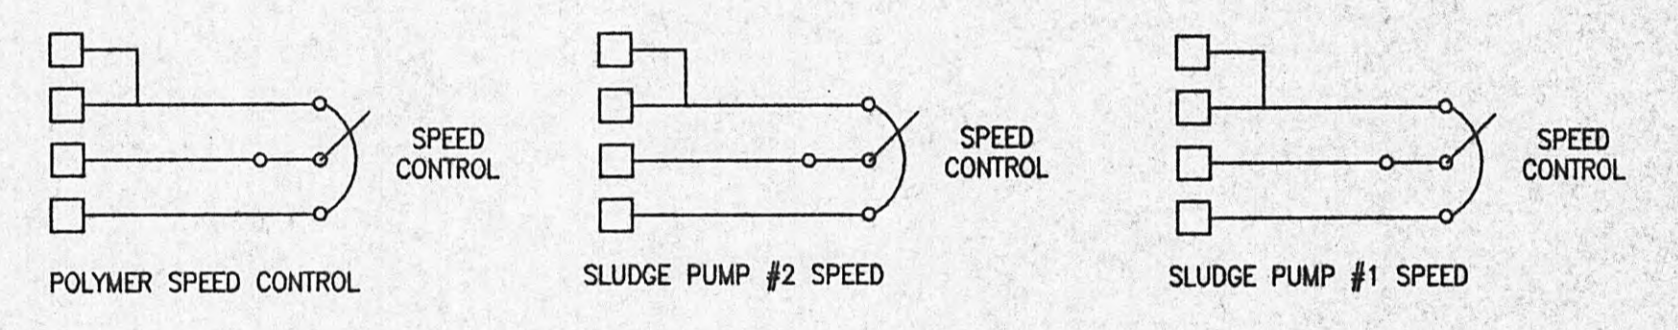 SPEED
CONTROL
POLYMER SPEED CONTROL
SPEED
CONTROL
SLUDGE PUMP #2 SPEED
SPEED
CONTROL
SLUDGE PUMP #1 SPEED